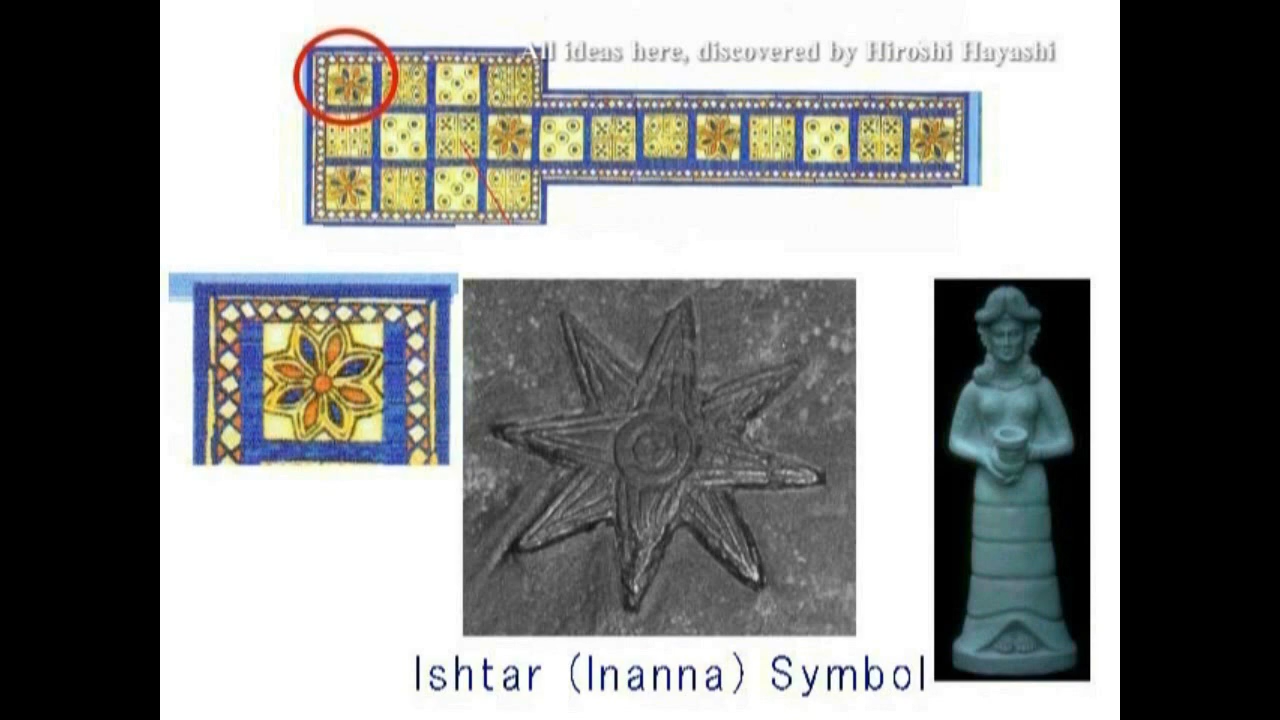 All ideas here, discovered by Hiroshi Hayashi
Ishtar (Inanna) Symbol